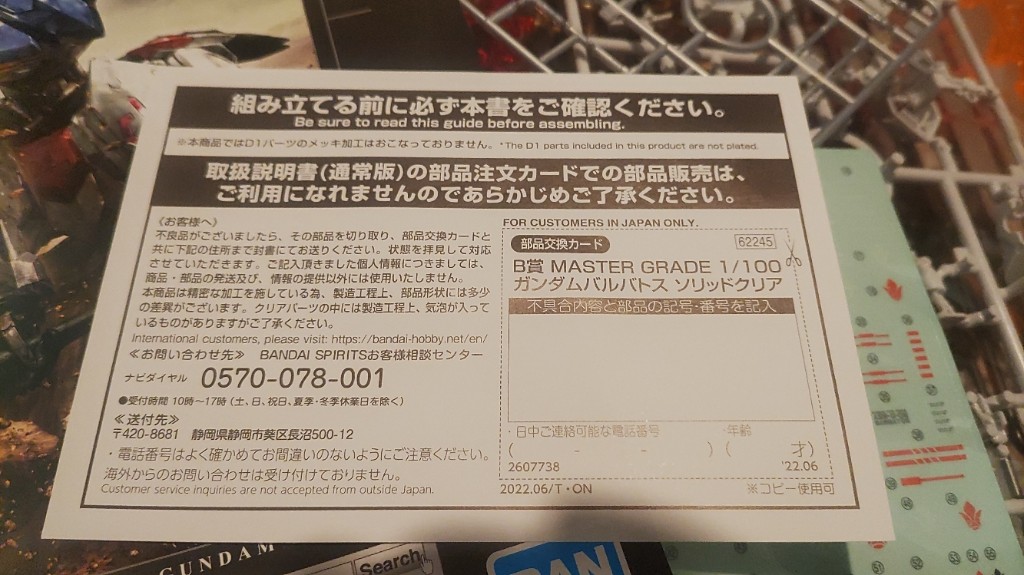 組み立てる前に必ず本書をご確認ください。
Be sure to read this guide before assembling.
※本商品ではD1パーツのメッキ加工はおこなっておりません。*The D1 parts included in this product are not plated.
取扱説明書(通常版)の部品注文カードでの部品販売は、
ご利用になれませんのであらかじめご了承ください。
《お客様へ》
不良品がございましたら、その部品を切り取り、部品交換カードと
共に下記の住所まで封書にてお送りください。状態を拝見して対応
させていただきます。ご記入頂きました個人情報につきましては、
商品・部品の発送及び、情報の提供以外には使用いたしません。
本商品は精密な加工を施している為、製造工程上、部品形状には多少
の差異がございます。クリアパーツの中には製造工程上、気泡が入って
いるものがありますがご了承ください。
International customers, please visit: https://bandai-hobby.net/en/
≪お問い合わせ先≫ BANDAI SPIRITSお客様相談センター
ナビダイヤル 0570-078-001
●受付時間 10時~17時 (土、日、祝日、夏季・冬季休業日を除く)
≪送付先≫
〒420-8681 静岡県静岡市葵区長沼500-12
・電話番号はよく確かめてお間違いのないようにご注意ください。
海外からのお問い合わせは受け付けておりません。
Customer service inquiries are not accepted from outside Japan.
FOR CUSTOMERS IN JAPAN ONLY.
部品交換カード 62245
B賞 MASTER GRADE 1/100
ガンダムバルバトス ソリッドクリア
不具合内容と部品の記号・番号を記入
・日中ご連絡可能な電話番号 ・年齢
( - - ) ( 才)
2607738 '22.06
2022.06/T・ON ※コピー使用可
GUNDAM
Search
BAN